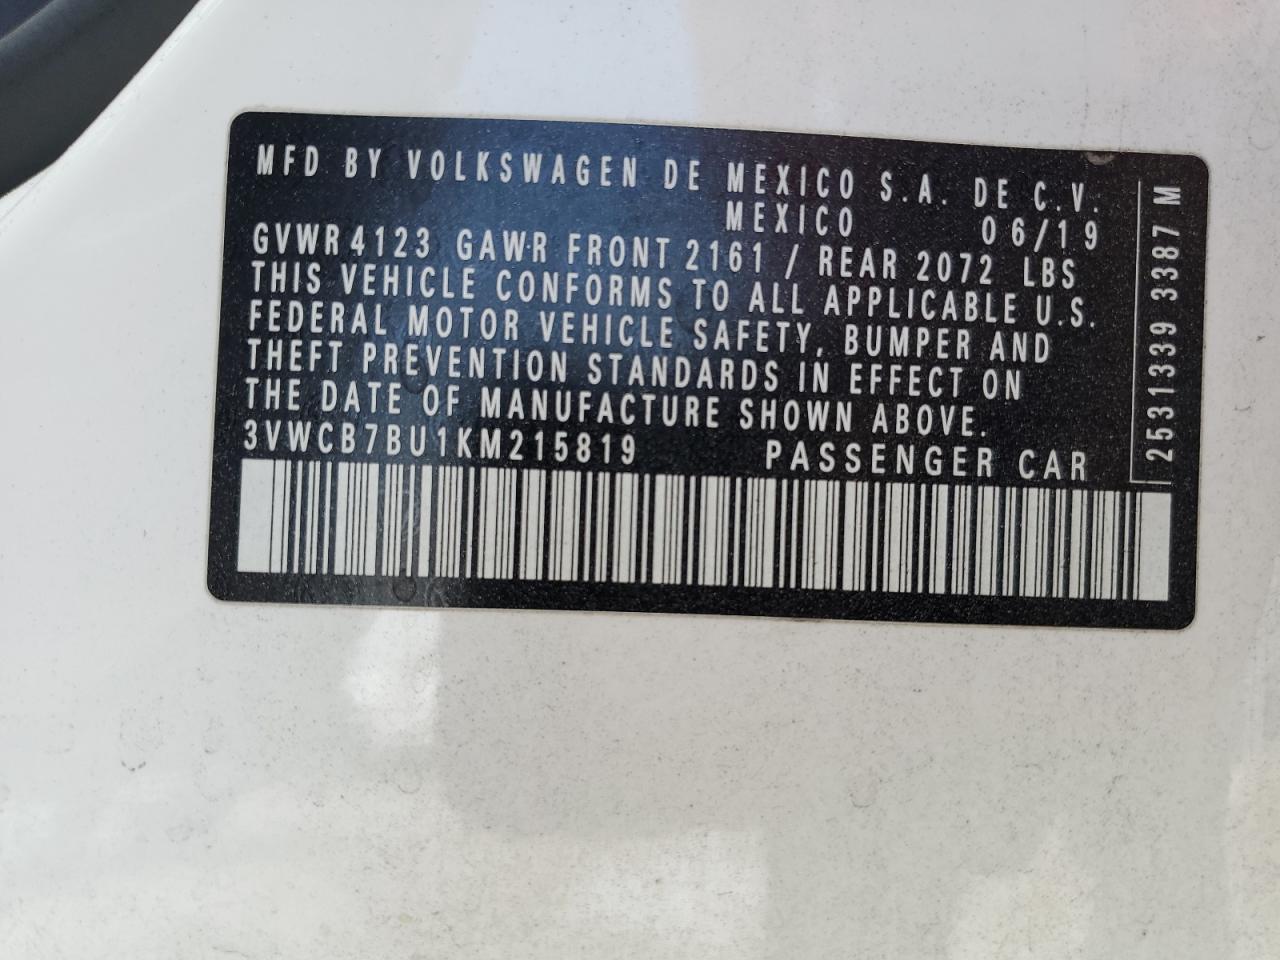 MFD BY VOLKSWAGEN DE MEXICO S.A. DE C.V.
MEXICO 06/19
GVWR 4123 GAWR FRONT 2161 / REAR 2072 LBS
THIS VEHICLE CONFORMS TO ALL APPLICABLE U.S.
FEDERAL MOTOR VEHICLE SAFETY, BUMPER AND
THEFT PREVENTION STANDARDS IN EFFECT ON
THE DATE OF MANUFACTURE SHOWN ABOVE.
3VWCB7BU1KM215819 PASSENGER CAR
2531339 3387 M